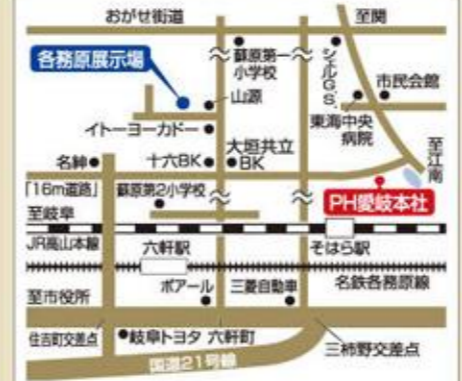 おがせ街道
至関
各務原展示場
蘇原第一
小学校
シェルG.S.
市民会館
山源
東海中央
病院
イトーヨーカドー
大垣共立
BK
至江南
名紳
十六BK
「16m道路」
蘇原第2小学校
PH愛岐本社
至岐阜
JR高山本線
六軒駅
そはら駅
名鉄各務原線
ボアール
三菱自動車
至市役所
住吉町交差点
岐阜トヨタ
六軒町
三柿野交差点
国道21号線